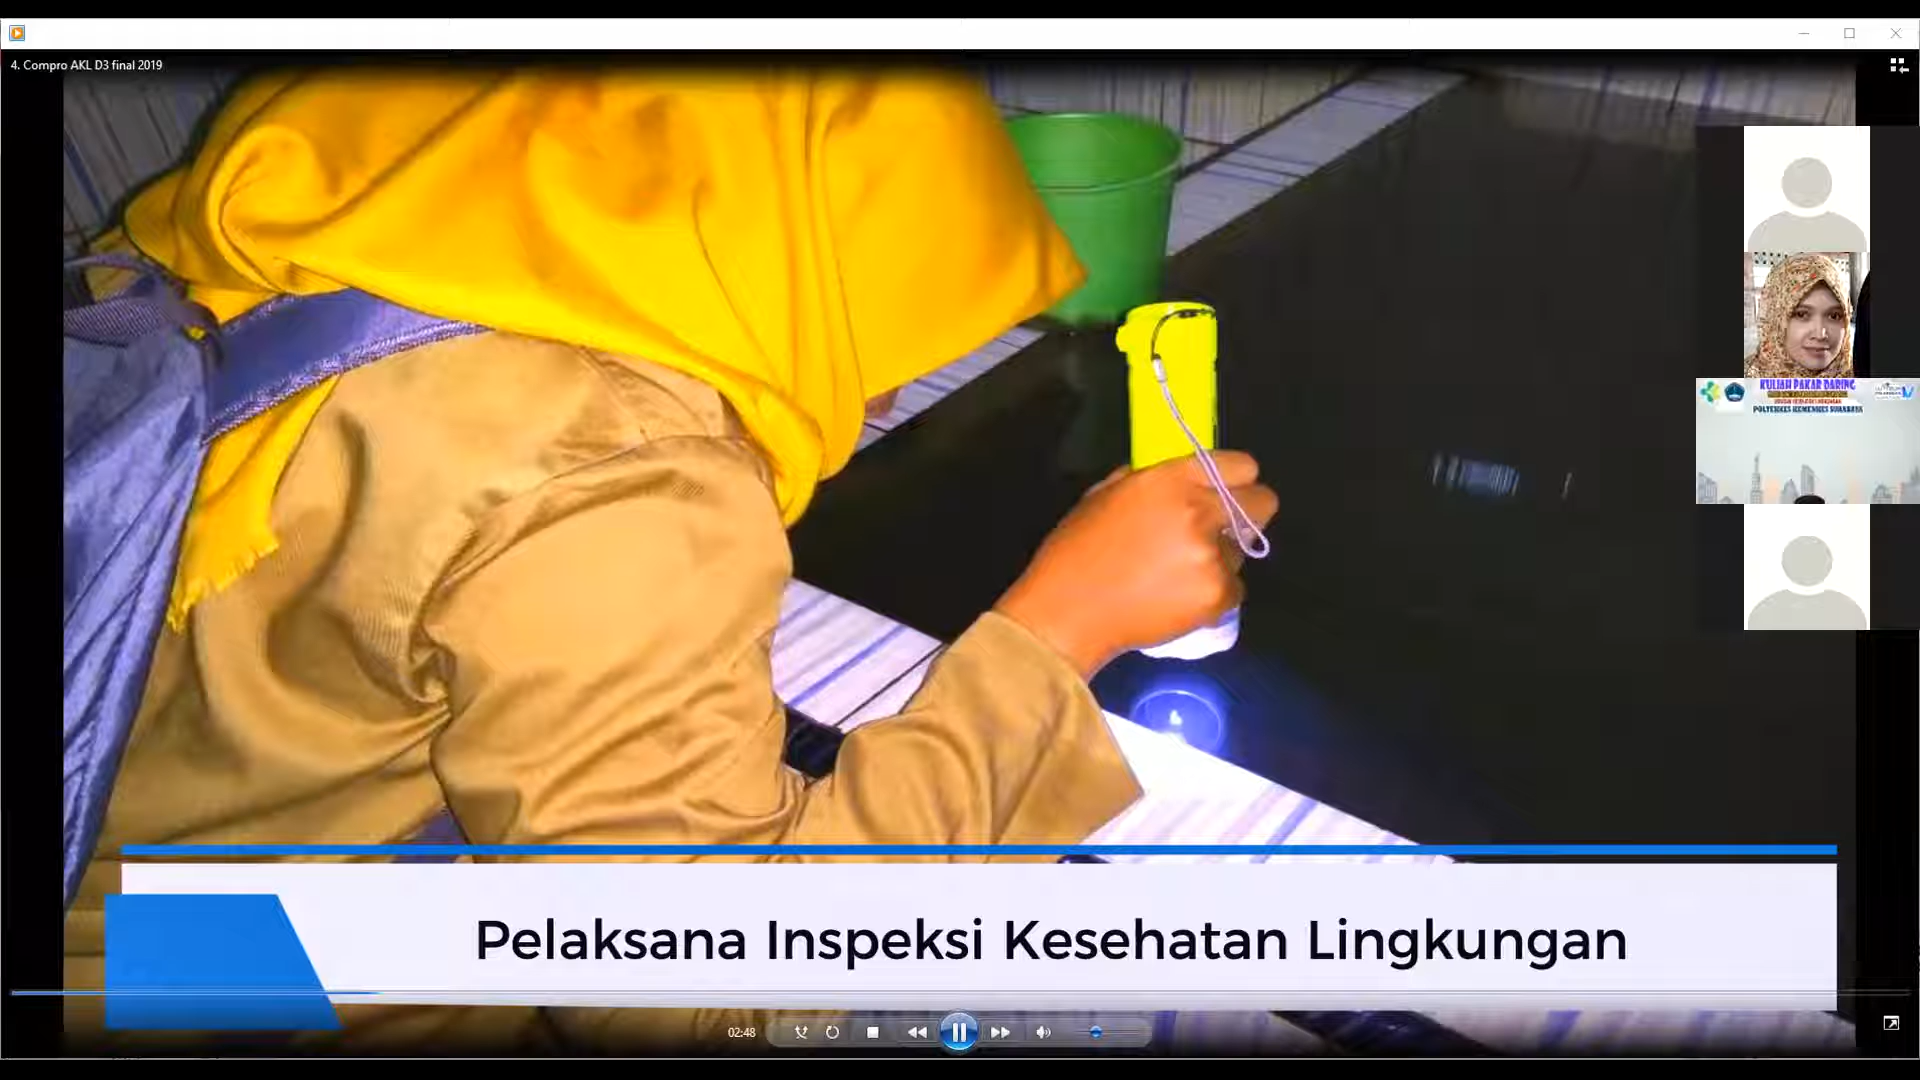 4. Compro AKL D3 final 2019
KULIAH PAKAR DARING
POLTEKKES KEMENKES SURABAYA
Pelaksana Inspeksi Kesehatan Lingkungan
02:48